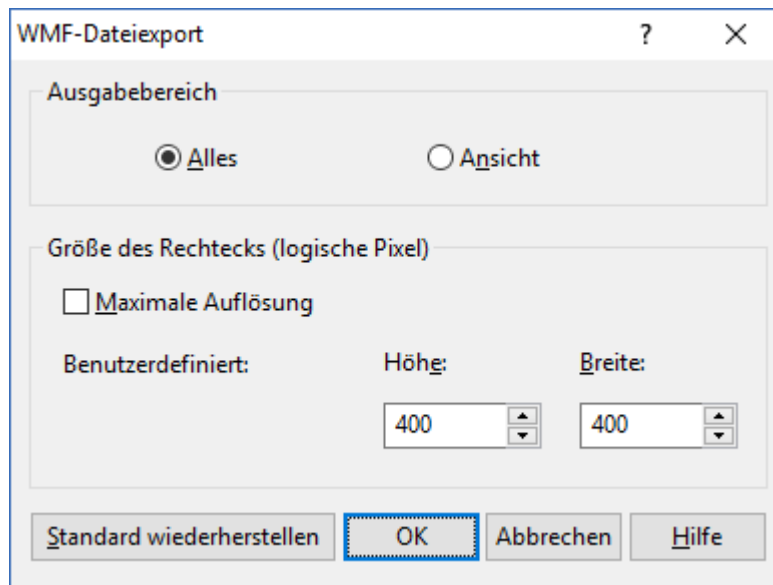 WMF-Dateiexport ?
Ausgabebereich
Alles Ansicht
Größe des Rechtecks (logische Pixel)
Maximale Auflösung
Benutzerdefiniert: Höhe: Breite:
400 400
Standard wiederherstellen OK Abbrechen Hilfe